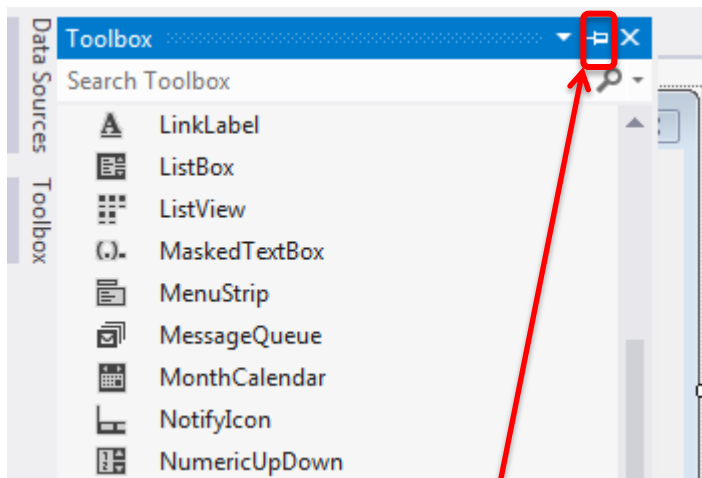 Data Sources
Toolbox
Toolbox
Search Toolbox
LinkLabel
ListBox
ListView
MaskedTextBox
MenuStrip
MessageQueue
MonthCalendar
NotifyIcon
NumericUpDown